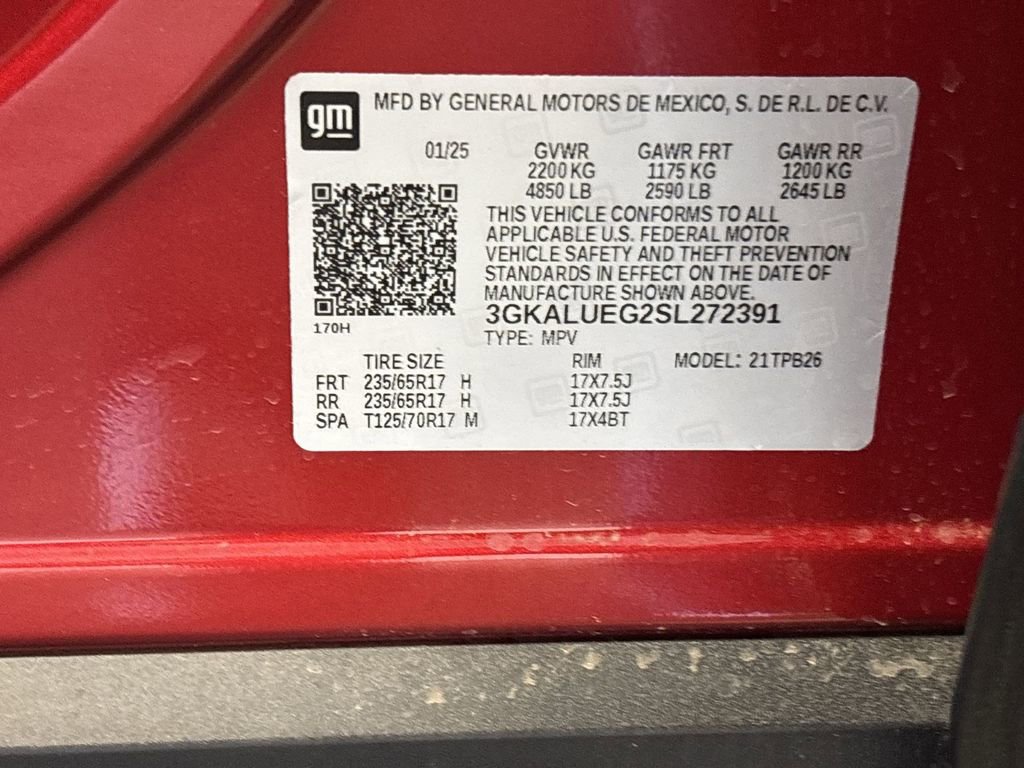 gm MFD BY GENERAL MOTORS DE MEXICO, S. DE R.L. DE C.V.
01/25 GVWR GAWR FRT GAWR RR
2200 KG 1175 KG 1200 KG
4850 LB 2590 LB 2645 LB
THIS VEHICLE CONFORMS TO ALL
APPLICABLE U.S. FEDERAL MOTOR
VEHICLE SAFETY AND THEFT PREVENTION
STANDARDS IN EFFECT ON THE DATE OF
MANUFACTURE SHOWN ABOVE.
3GKALUEG2SL272391
170H
TYPE: MPV
TIRE SIZE RIM MODEL: 21TPB26
FRT 235/65R17 H 17X7.5J
RR 235/65R17 H 17X7.5J
SPA T125/70R17 M 17X4BT